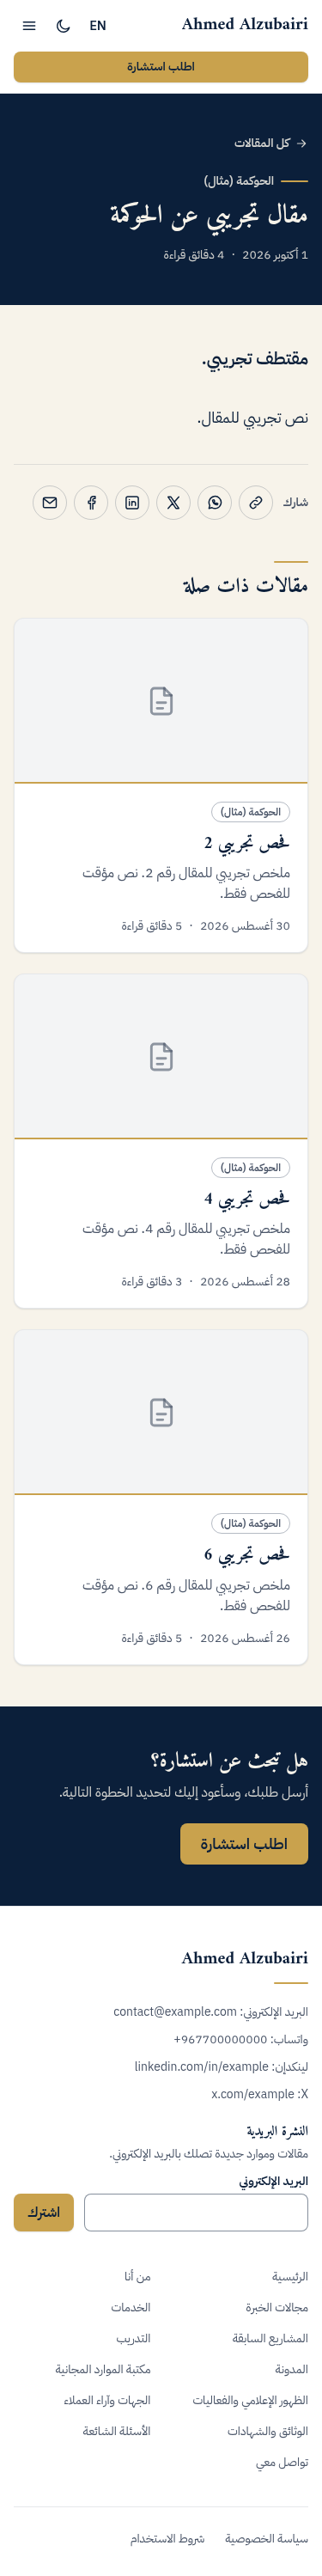 Ahmed Alzubairi
EN
اطلب استشارة
→ كل المقالات
الحوكمة (مثال)
مقال تجريبي عن الحوكمة
1 أكتوبر 2026 · 4 دقائق قراءة
مقتطف تجريبي.
نص تجريبي للمقال.
شارك
مقالات ذات صلة
الحوكمة (مثال)
فحص تجريبي 2
ملخص تجريبي للمقال رقم 2. نص مؤقت
للفحص فقط.
30 أغسطس 2026 · 5 دقائق قراءة
الحوكمة (مثال)
فحص تجريبي 4
ملخص تجريبي للمقال رقم 4. نص مؤقت
للفحص فقط.
28 أغسطس 2026 · 3 دقائق قراءة
الحوكمة (مثال)
فحص تجريبي 6
ملخص تجريبي للمقال رقم 6. نص مؤقت
للفحص فقط.
26 أغسطس 2026 · 5 دقائق قراءة
هل تبحث عن استشارة؟
أرسل طلبك، وسأعود إليك لتحديد الخطوة التالية.
اطلب استشارة
Ahmed Alzubairi
البريد الإلكتروني: contact@example.com
واتساب: 967700000000+
لينكدإن: linkedin.com/in/example
X: x.com/example
النشرة البريدية
مقالات وموارد جديدة تصلك بالبريد الإلكتروني.
البريد الإلكتروني
اشترك
الرئيسية
من أنا
مجالات الخبرة
الخدمات
المشاريع السابقة
التدريب
المدونة
مكتبة الموارد المجانية
الظهور الإعلامي والفعاليات
الجهات وآراء العملاء
الوثائق والشهادات
الأسئلة الشائعة
تواصل معي
سياسة الخصوصية
شروط الاستخدام